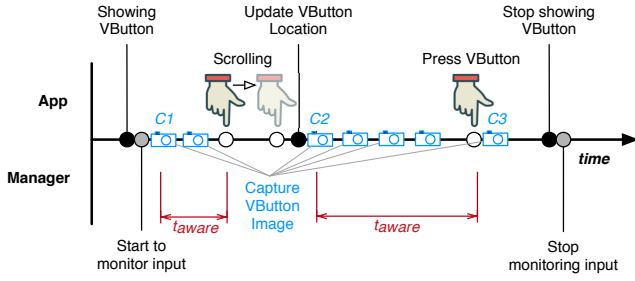 Showing
VButton
Update VButton
Location
Stop showing
VButton
Scrolling
Press VButton
App
C1
C2
C3
time
Manager
Capture
VButton
Image
taware
taware
Start to
monitor input
Stop
monitoring input